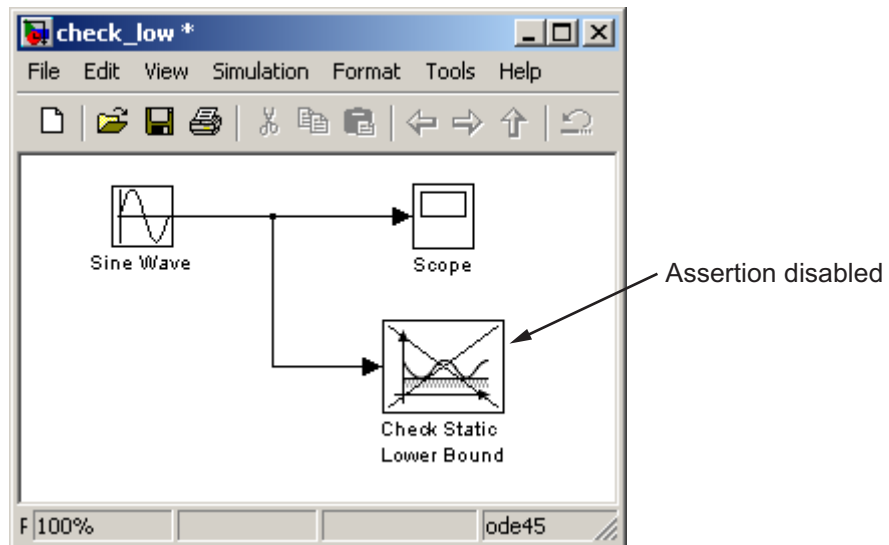 check_low *
File Edit View Simulation Format Tools Help
Sine Wave
Scope
Assertion disabled
Check Static
Lower Bound
F 100% ode45